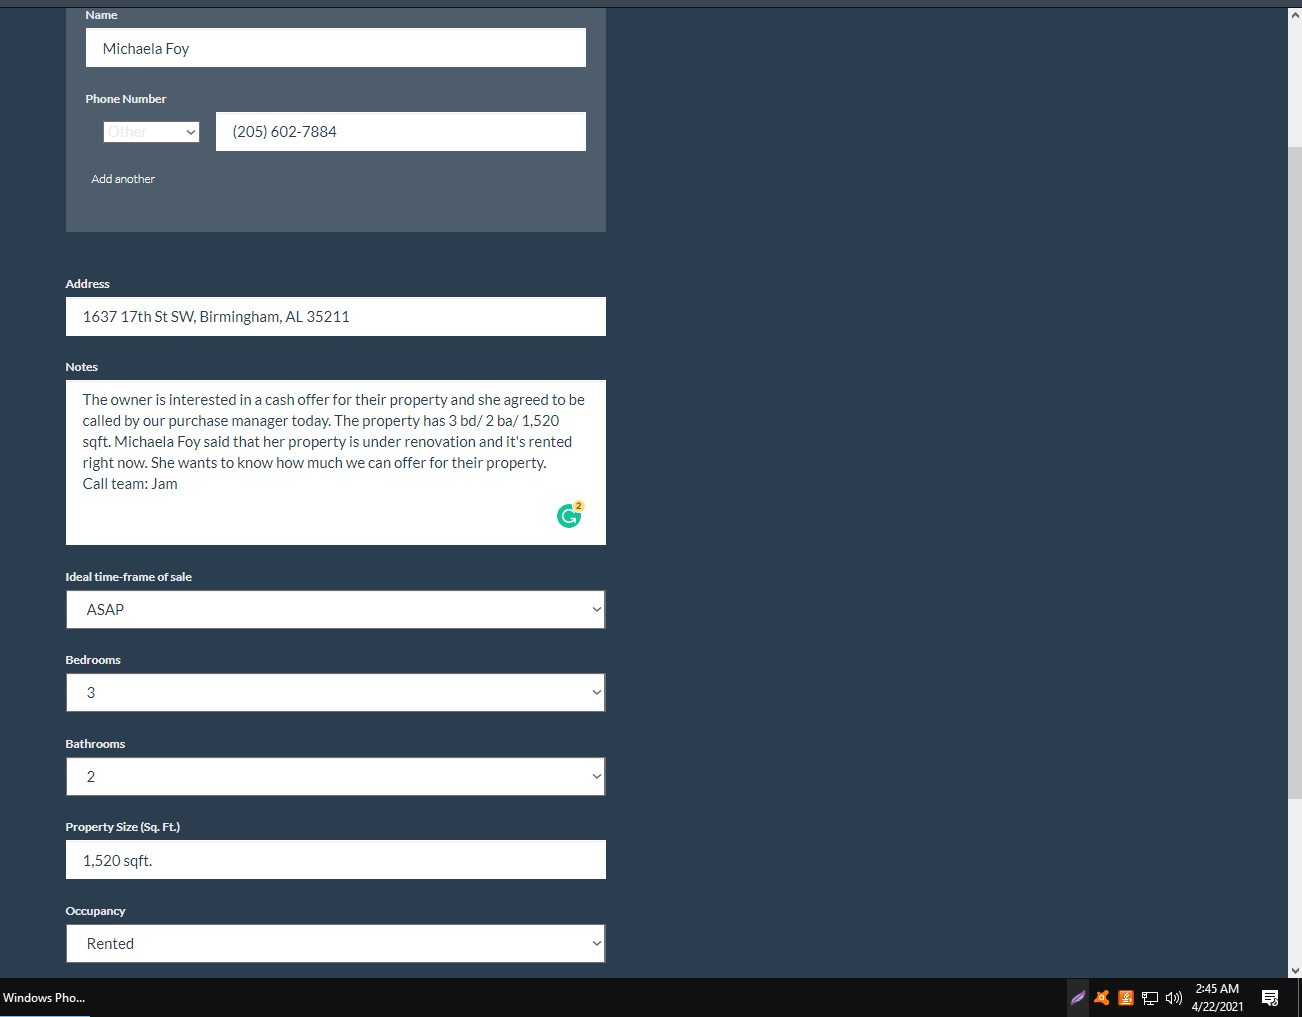 Name
Michaela Foy
Phone Number
Other
(205) 602-7884
Add another
Address
1637 17th St SW, Birmingham, AL 35211
Notes
The owner is interested in a cash offer for their property and she agreed to be
called by our purchase manager today. The property has 3 bd/ 2 ba/ 1,520
sqft. Michaela Foy said that her property is under renovation and it's rented
right now. She wants to know how much we can offer for their property.
Call team: Jam
2
Ideal time-frame of sale
ASAP
Bedrooms
3
Bathrooms
2
Property Size (Sq. Ft.)
1,520 sqft.
Occupancy
Rented
Windows Pho...
2:45 AM
4/22/2021